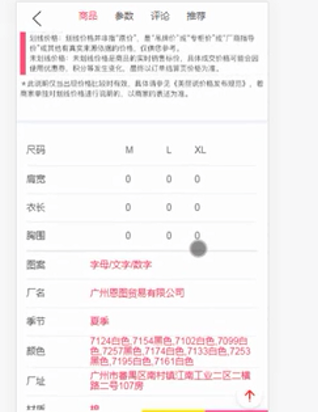 商品 参数 评论 推荐
划线价格：划线价格并非指"原价"，是"吊牌价"或"专柜价"或"厂商指导
价"或"其他有真实来源依据的价格，仅供您参考。
未划线价格：未划线价格是商品的实时销售标价，具体成交价格可能会因
使用优惠券、积分等发生变化，最终以订单结算页价格为准。
*此说明仅当出现价格比较时有效，具体请参见《美丽说价格发布规范》，若
商家单独对划线价格进行说明的，以商家的表述为准。
尺码 M L XL
肩宽 0 0 0
衣长 0 0 0
胸围 0 0 0
图案 字母/文字/数字
厂名 广州恩图贸易有限公司
季节 夏季
颜色 7124白色,7154黑色,7102白色,7099白
色,7257黑色,7174白色,7133白色,7253
黑色,7195白色,7161白色
厂址 广州市番禺区南村镇江南工业二区二横
路二号107房
材质 棉